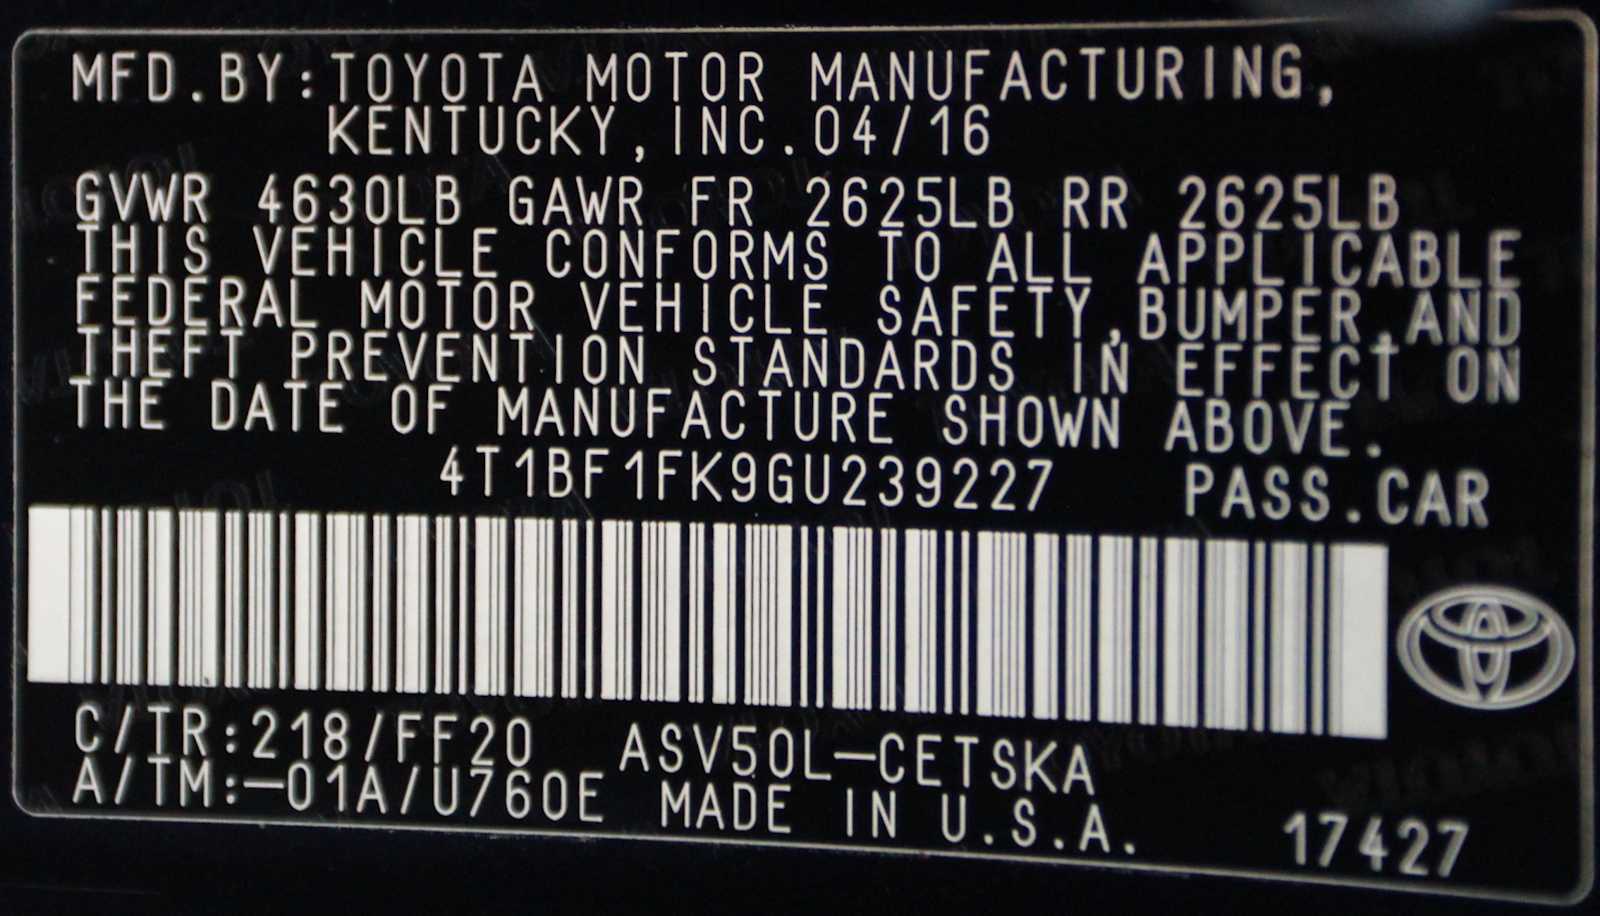 MFD.BY:TOYOTA MOTOR MANUFACTURING,
KENTUCKY,INC.04/16
GVWR 4630LB GAWR FR 2625LB RR 2625LB
THIS VEHICLE CONFORMS TO ALL APPLICABLE
FEDERAL MOTOR VEHICLE SAFETY,BUMPER,AND
THEFT PREVENTION STANDARDS IN EFFECT ON
THE DATE OF MANUFACTURE SHOWN ABOVE.
4T1BF1FK9GU239227 PASS.CAR
C/TR:218/FF20 ASV50L-CETSKA
A/TM:-01A/U760E MADE IN U.S.A. 17427